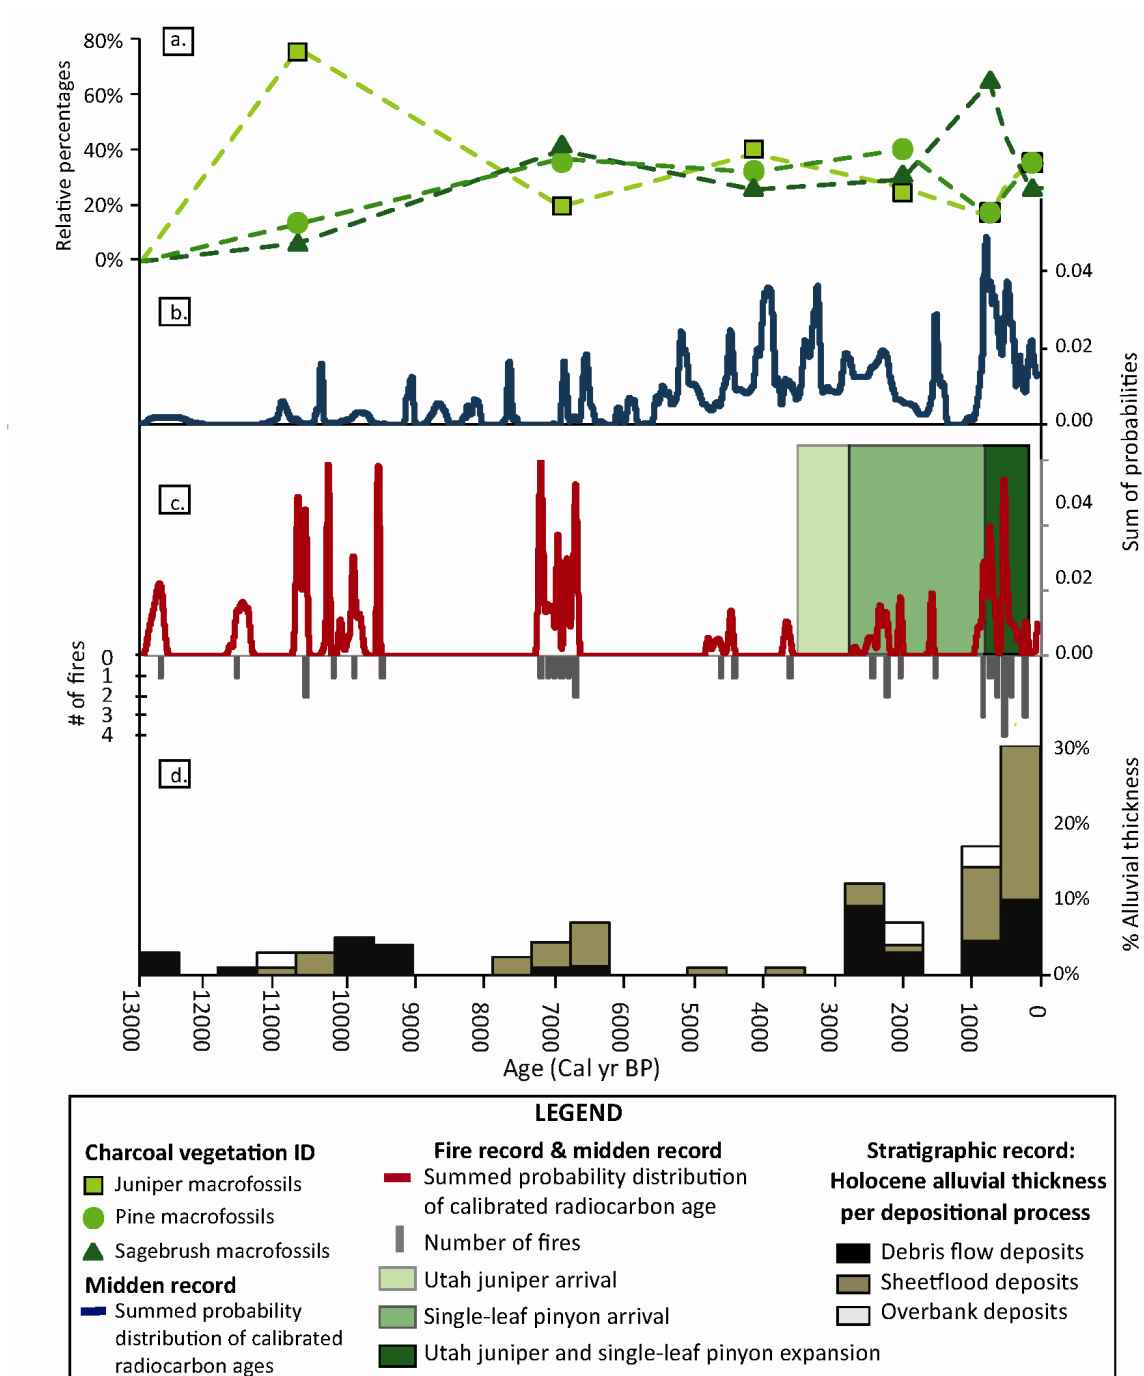 a.
80%
60%
40%
20%
0%
Relative percentages
b.
0.04
0.02
0.00
c.
0.04
0.02
0.00
Sum of probabilities
0
1
2
3
4
# of fires
d.
30%
20%
10%
0%
% Alluvial thickness
13000 12000 11000 10000 9000 8000 7000 6000 5000 4000 3000 2000 1000 0
Age (Cal yr BP)
LEGEND
Charcoal vegetation ID
Juniper macrofossils
Pine macrofossils
Sagebrush macrofossils
Midden record
Summed probability
distribution of calibrated
radiocarbon ages
Fire record & midden record
Summed probability distribution
of calibrated radiocarbon age
Number of fires
Utah juniper arrival
Single-leaf pinyon arrival
Utah juniper and single-leaf pinyon expansion
Stratigraphic record:
Holocene alluvial thickness
per depositional process
Debris flow deposits
Sheetflood deposits
Overbank deposits